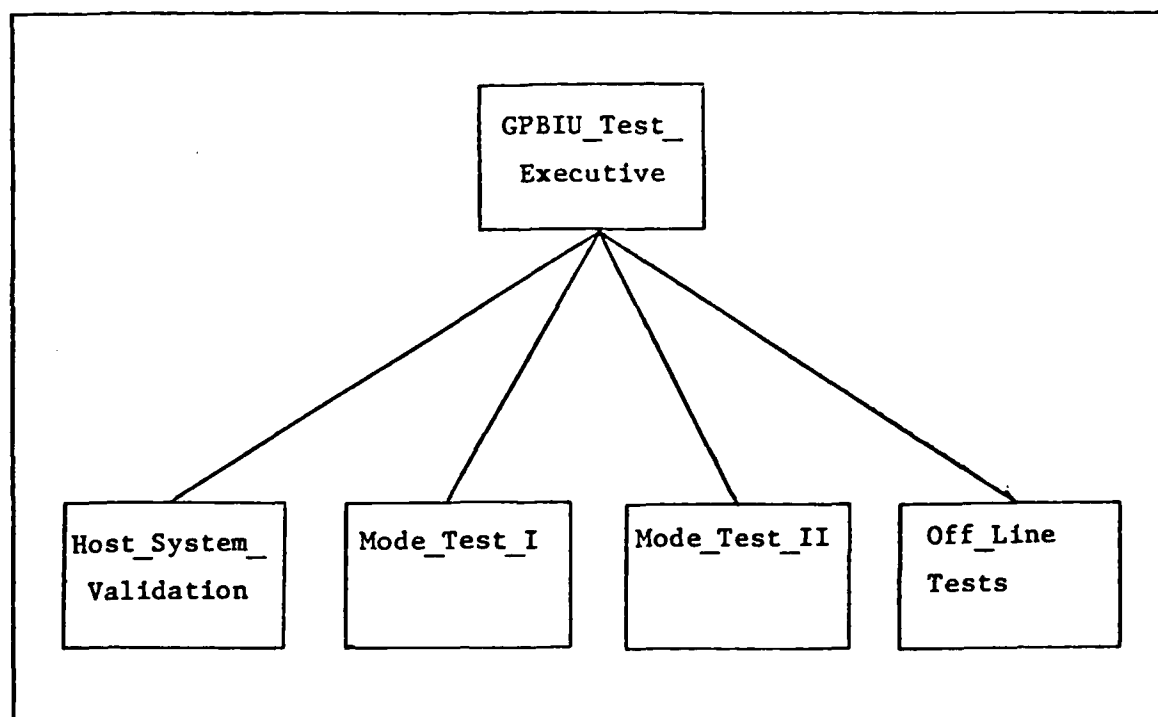 GPBIU_Test_
Executive
Host_System_
Validation
Mode_Test_I
Mode_Test_II
Off_Line
Tests